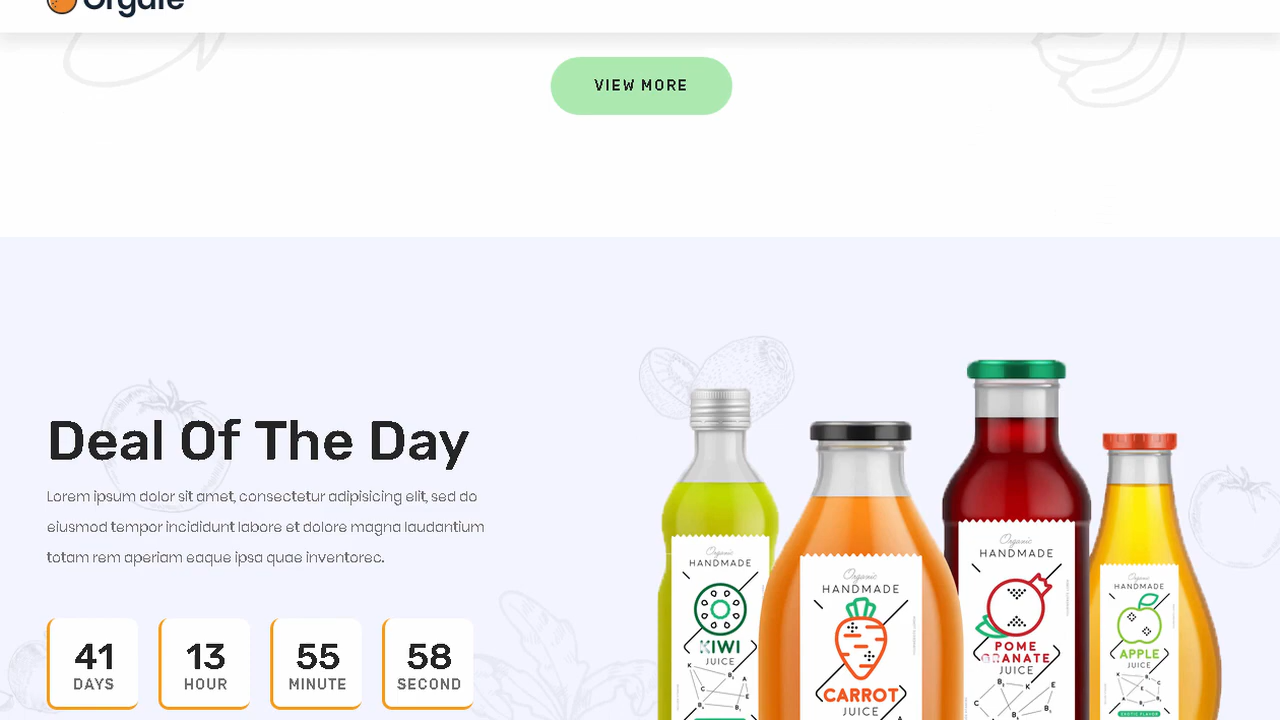 Orgafe
VIEW MORE
Deal Of The Day
Lorem ipsum dolor sit amet, consectetur adipisicing elit, sed do
eiusmod tempor incididunt labore et dolore magna laudantium
totam rem aperiam eaque ipsa quae inventorec.
41
DAYS
13
HOUR
55
MINUTE
58
SECOND
Organic
HANDMADE
KIWI
JUICE
Organic
HANDMADE
CARROT
JUICE
Organic
HANDMADE
POME
GRANATE
JUICE
Organic
HANDMADE
APPLE
JUICE